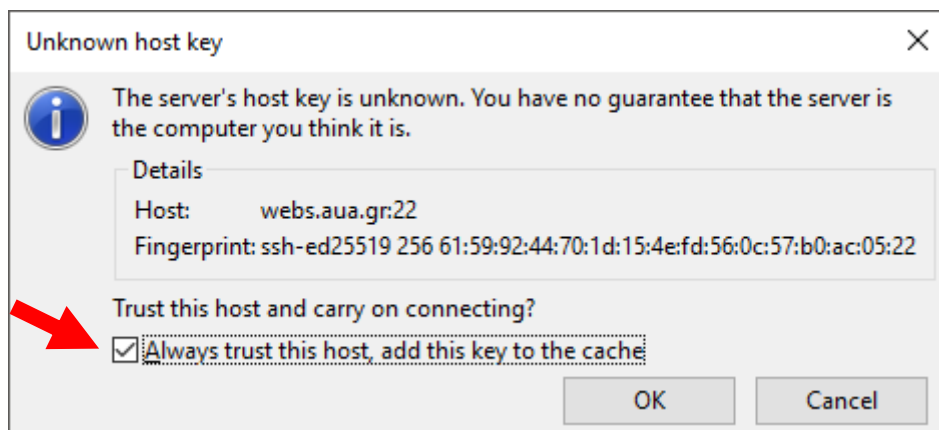 Unknown host key
The server's host key is unknown. You have no guarantee that the server is
the computer you think it is.
Details
Host: webs.aua.gr:22
Fingerprint: ssh-ed25519 256 61:59:92:44:70:1d:15:4e:fd:56:0c:57:b0:ac:05:22
Trust this host and carry on connecting?
Always trust this host, add this key to the cache
OK Cancel